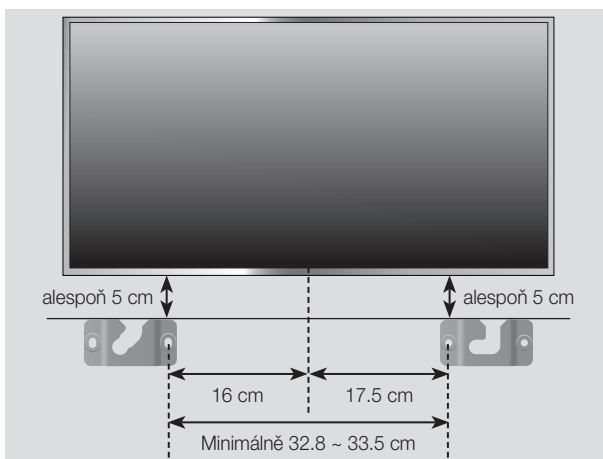 alespoň 5 cm
alespoň 5 cm
16 cm
17.5 cm
Minimálně 32.8 ~ 33.5 cm